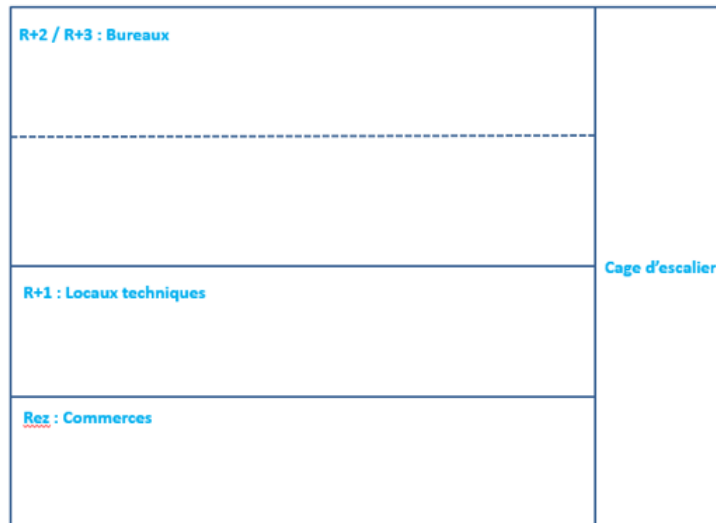 R+2 / R+3 : Bureaux
Cage d'escalier
R+1 : Locaux techniques
Rez : Commerces